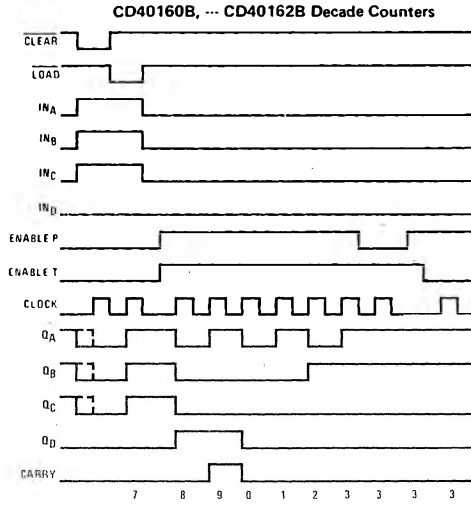 CD40160B, --- CD40162B Decade Counters
CLEAR
LOAD
INA
INB
INC
IND
ENABLE P
ENABLE T
CLOCK
QA
QB
QC
QD
CARRY
7 8 9 0 1 2 3 3 3 3